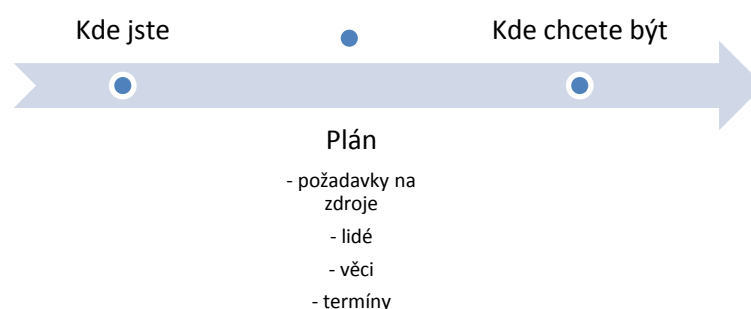 Kde jste
Kde chcete být
Plán
- požadavky na
zdroje
- lidé
- věci
- termíny